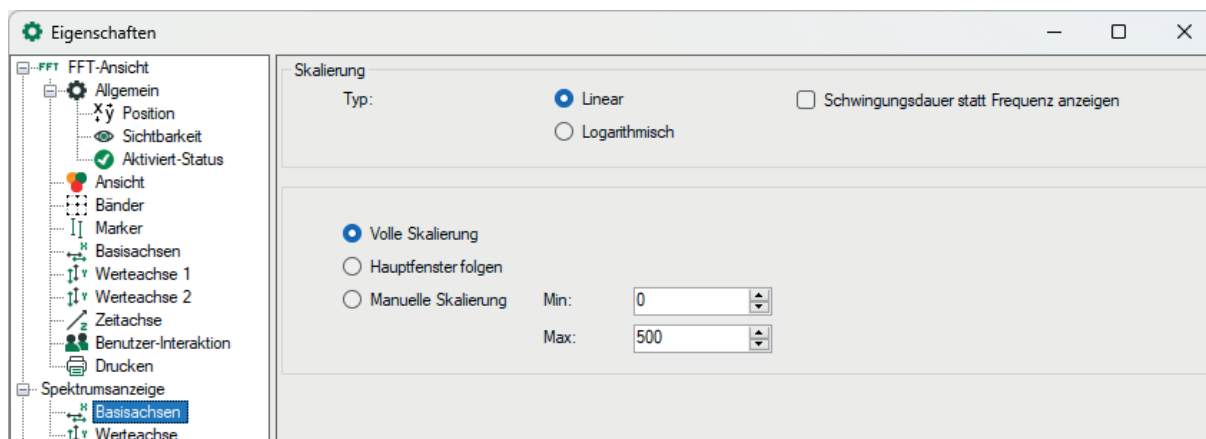 Eigenschaften
FFT FFT-Ansicht
Allgemein
Position
Sichtbarkeit
Aktiviert-Status
Ansicht
Bänder
Marker
Basisachsen
Werteachse 1
Werteachse 2
Zeitachse
Benutzer-Interaktion
Drucken
Spektrumsanzeige
Basisachsen
Werteachse
Skalierung
Typ: Linear Schwingungsdauer statt Frequenz anzeigen
Logarithmisch
Volle Skalierung
Hauptfenster folgen
Manuelle Skalierung Min: 0
Max: 500